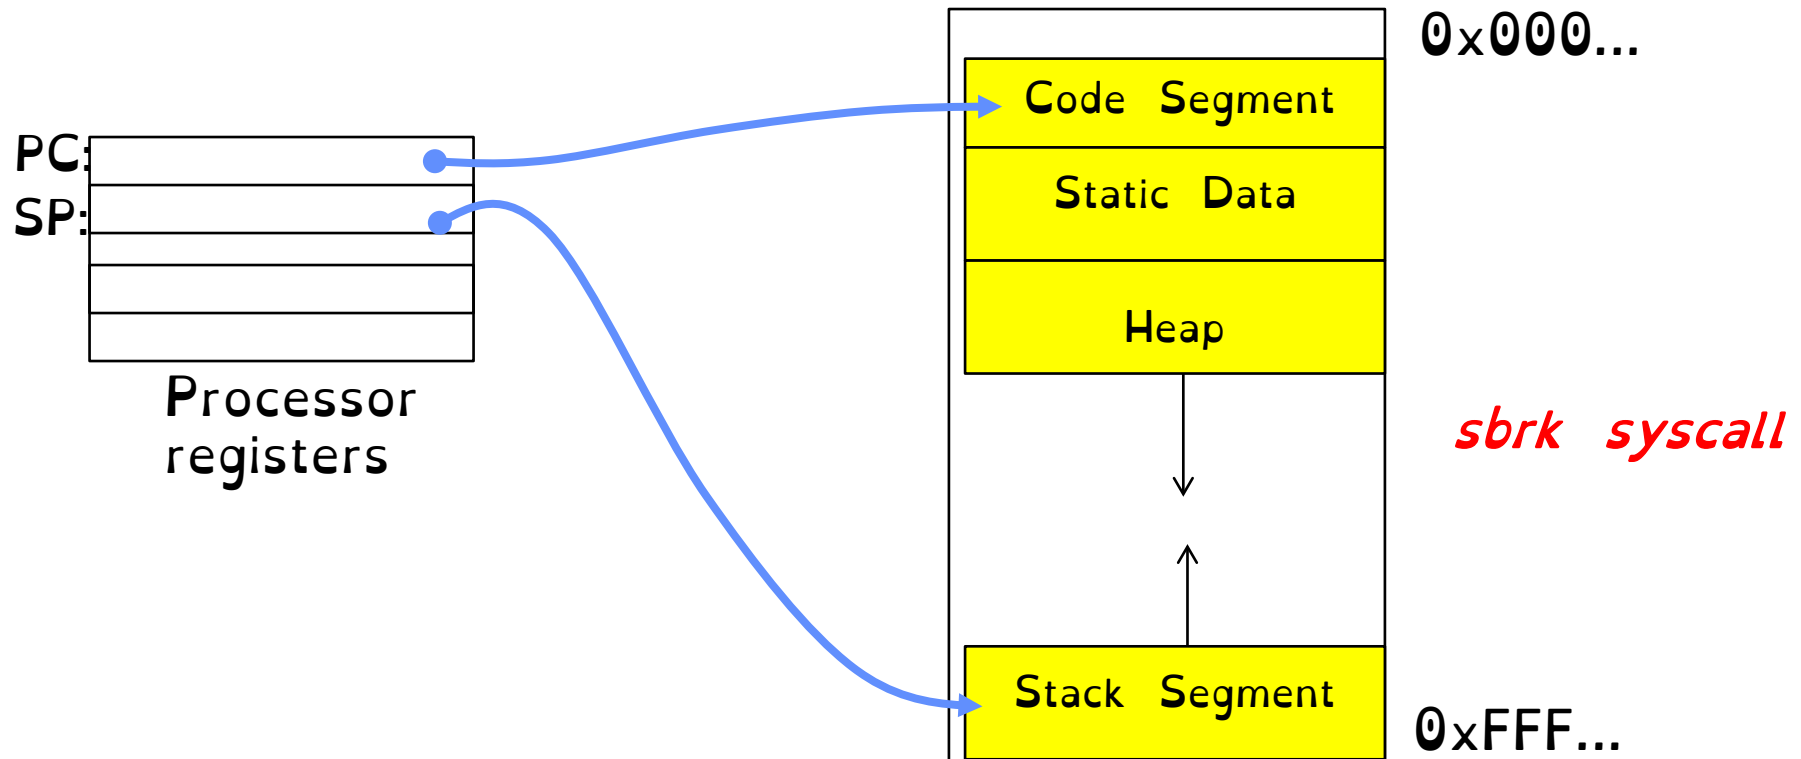 0x000...
Code Segment
PC:
Static Data
SP:
Heap
Processor
registers
sbrk syscall
Stack Segment
0xFFF...